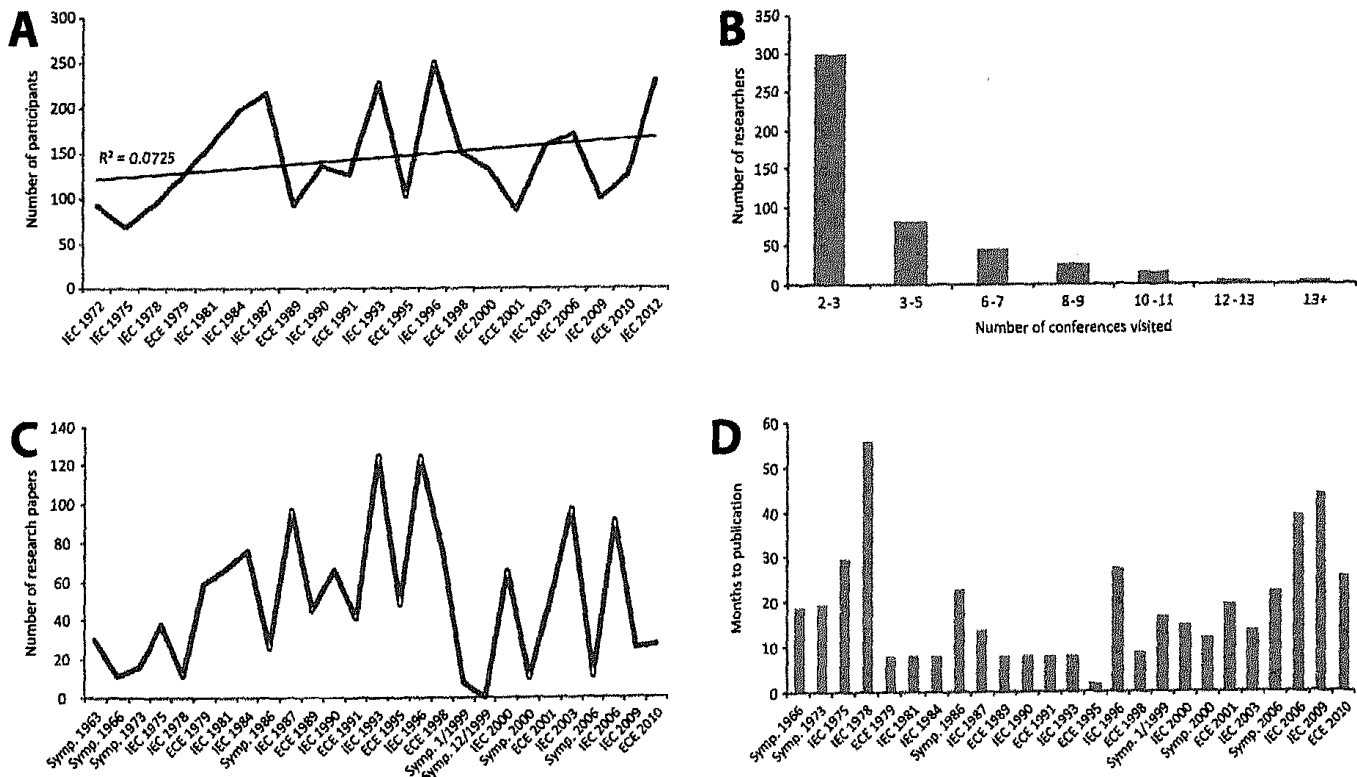 A
Number of participants
300
250
200
150
100
50
0
R² = 0.0725
IEC 1972
IEC 1975
IEC 1978
ECE 1979
IEC 1981
IEC 1984
IEC 1987
ECE 1989
IEC 1990
ECE 1991
IEC 1993
ECE 1995
IEC 1996
ECE 1998
IEC 2000
ECE 2001
IEC 2003
IEC 2006
IEC 2009
ECE 2010
IEC 2012
B
Number of researchers
350
300
250
200
150
100
50
0
2-3 3-5 6-7 8-9 10-11 12-13 13+
Number of conferences visited
C
Number of research papers
140
120
100
80
60
40
20
0
Symp. 1963
Symp. 1966
Symp. 1973
IEC 1975
IEC 1978
ECE 1979
IEC 1981
IEC 1984
Symp. 1986
IEC 1987
ECE 1989
IEC 1990
ECE 1991
IEC 1993
ECE 1995
IEC 1996
ECE 1998
Symp. 1/1999
Symp. 12/1999
IEC 2000
Symp. 2000
ECE 2001
IEC 2003
Symp. 2006
IEC 2006
IEC 2009
ECE 2010
D
Months to publication
60
50
40
30
20
10
0
Symp. 1966
Symp. 1973
IEC 1975
IEC 1978
ECE 1979
IEC 1981
IEC 1984
Symp. 1986
IEC 1987
ECE 1989
IEC 1990
ECE 1991
IEC 1993
ECE 1995
IEC 1996
ECE 1998
Symp. 1/1999
IEC 2000
Symp. 2000
ECE 2001
IEC 2003
Symp. 2006
IEC 2006
IEC 2009
ECE 2010